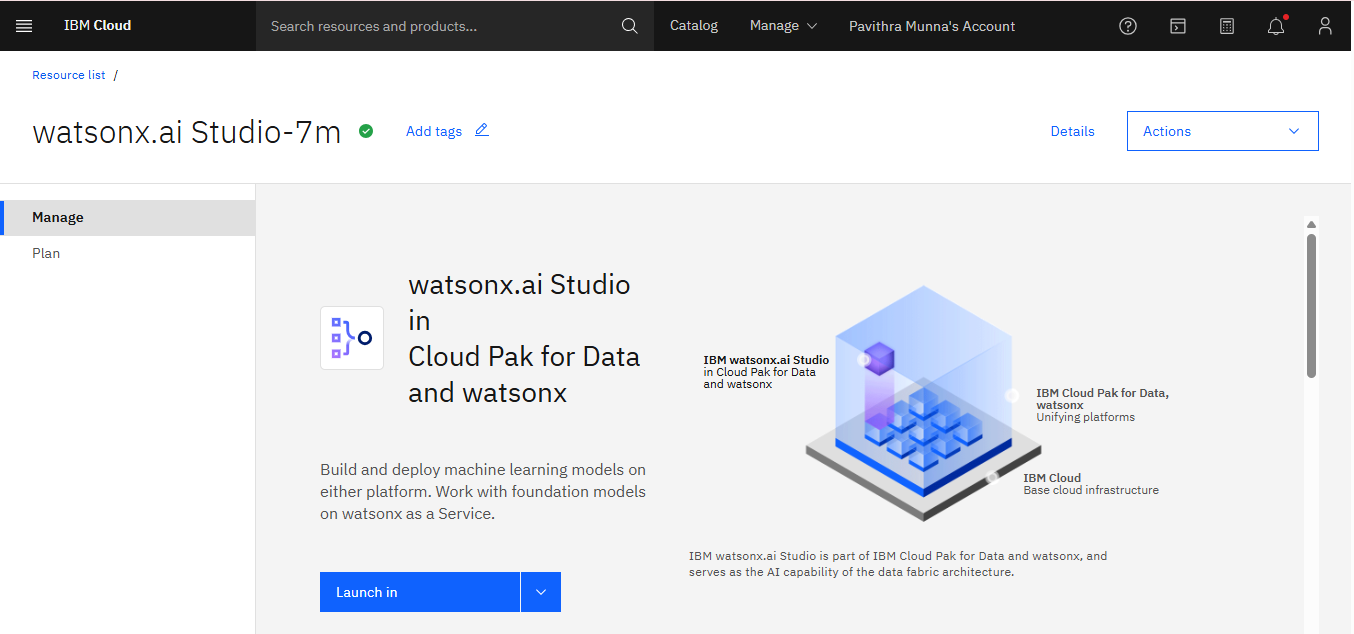 IBM Cloud
Search resources and products...
Catalog
Manage
Pavithra Munna's Account
Resource list /
watsonx.ai Studio-7m
Add tags
Details
Actions
Manage
Plan
watsonx.ai Studio
in
Cloud Pak for Data
and watsonx
Build and deploy machine learning models on
either platform. Work with foundation models
on watsonx as a Service.
Launch in
IBM watsonx.ai Studio
in Cloud Pak for Data
and watsonx
IBM Cloud Pak for Data,
watsonx
Unifying platforms
IBM Cloud
Base cloud infrastructure
IBM watsonx.ai Studio is part of IBM Cloud Pak for Data and watsonx, and
serves as the AI capability of the data fabric architecture.